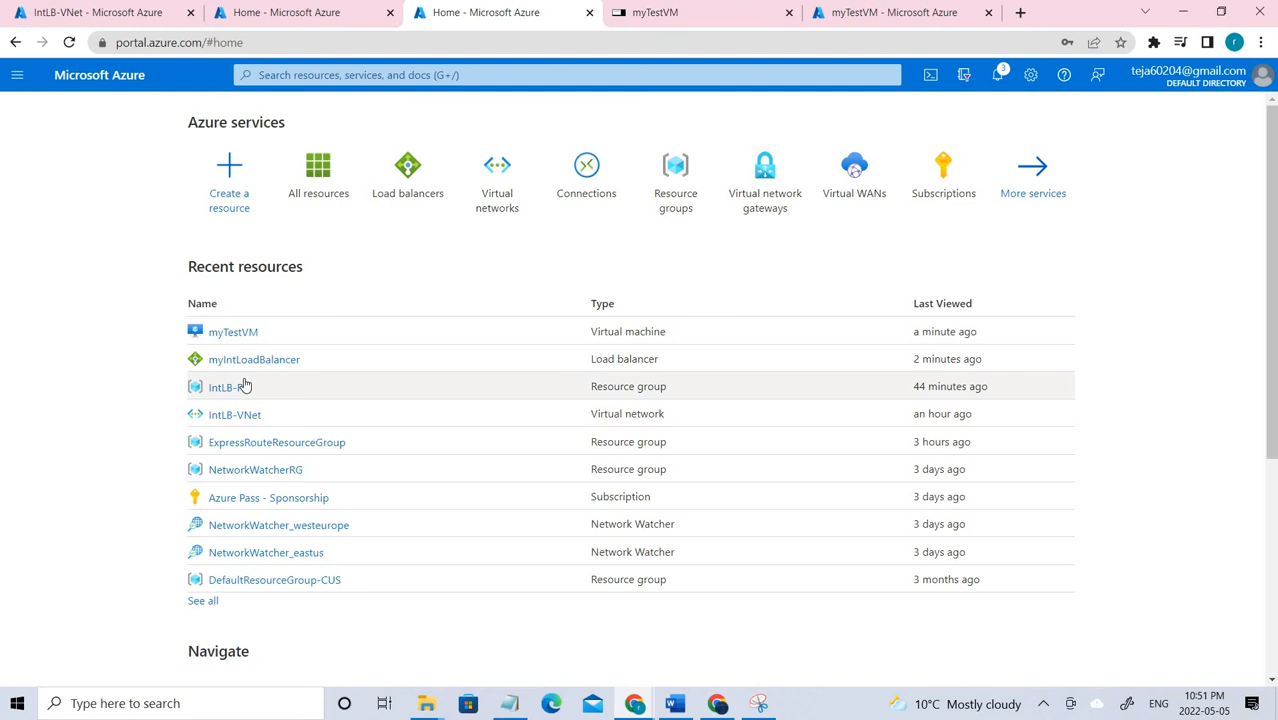 IntLB-VNet - Microsoft Azure
Home - Microsoft Azure
Home - Microsoft Azure
myTestVM
myTestVM - Microsoft Azure
portal.azure.com/#home
r
Microsoft Azure
Search resources, services, and docs (G+/)
3
teja60204@gmail.com
DEFAULT DIRECTORY
Azure services
Create a resource
All resources
Load balancers
Virtual networks
Connections
Resource groups
Virtual network gateways
Virtual WANs
Subscriptions
More services
Recent resources
Name Type Last Viewed
myTestVM Virtual machine a minute ago
myIntLoadBalancer Load balancer 2 minutes ago
Resource group 44 minutes ago
IntLB-VNet Virtual network an hour ago
ExpressRouteResourceGroup Resource group 3 hours ago
NetworkWatcherRG Resource group 3 days ago
Azure Pass - Sponsorship Subscription 3 days ago
NetworkWatcher_westeurope Network Watcher 3 days ago
NetworkWatcher_eastus Network Watcher 3 days ago
DefaultResourceGroup-CUS Resource group 3 months ago
See all
Navigate
Type here to search
10°C Mostly cloudy
ENG
10:51 PM
2022-05-05